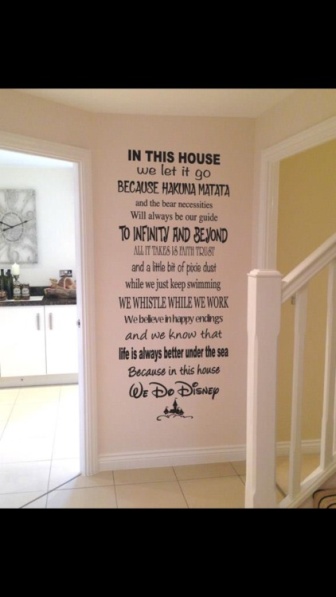 IN THIS HOUSE
we let it go
BECAUSE HAKUNA MATATA
and the bear necessities
Will always be our guide
TO INFINITY AND BEYOND
ALL IT TAKES IS FAITH TRUST
and a little bit of pixie dust
while we just keep swimming
WE WHISTLE WHILE WE WORK
We believe in happy endings
and we know that
life is always better under the sea
Because in this house
We Do Disney